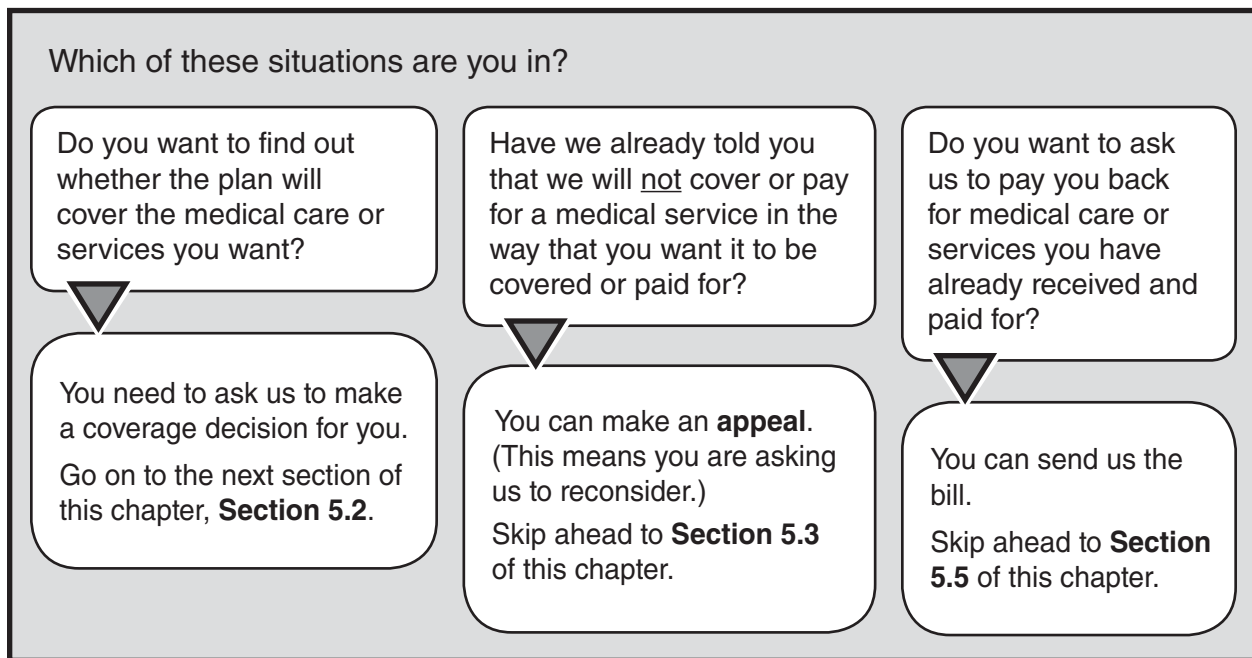 Which of these situations are you in?
Do you want to find out
whether the plan will
cover the medical care or
services you want?
You need to ask us to make
a coverage decision for you.
Go on to the next section of
this chapter, Section 5.2.
Have we already told you
that we will not cover or pay
for a medical service in the
way that you want it to be
covered or paid for?
You can make an appeal.
(This means you are asking
us to reconsider.)
Skip ahead to Section 5.3
of this chapter.
Do you want to ask
us to pay you back
for medical care or
services you have
already received and
paid for?
You can send us the
bill.
Skip ahead to Section
5.5 of this chapter.